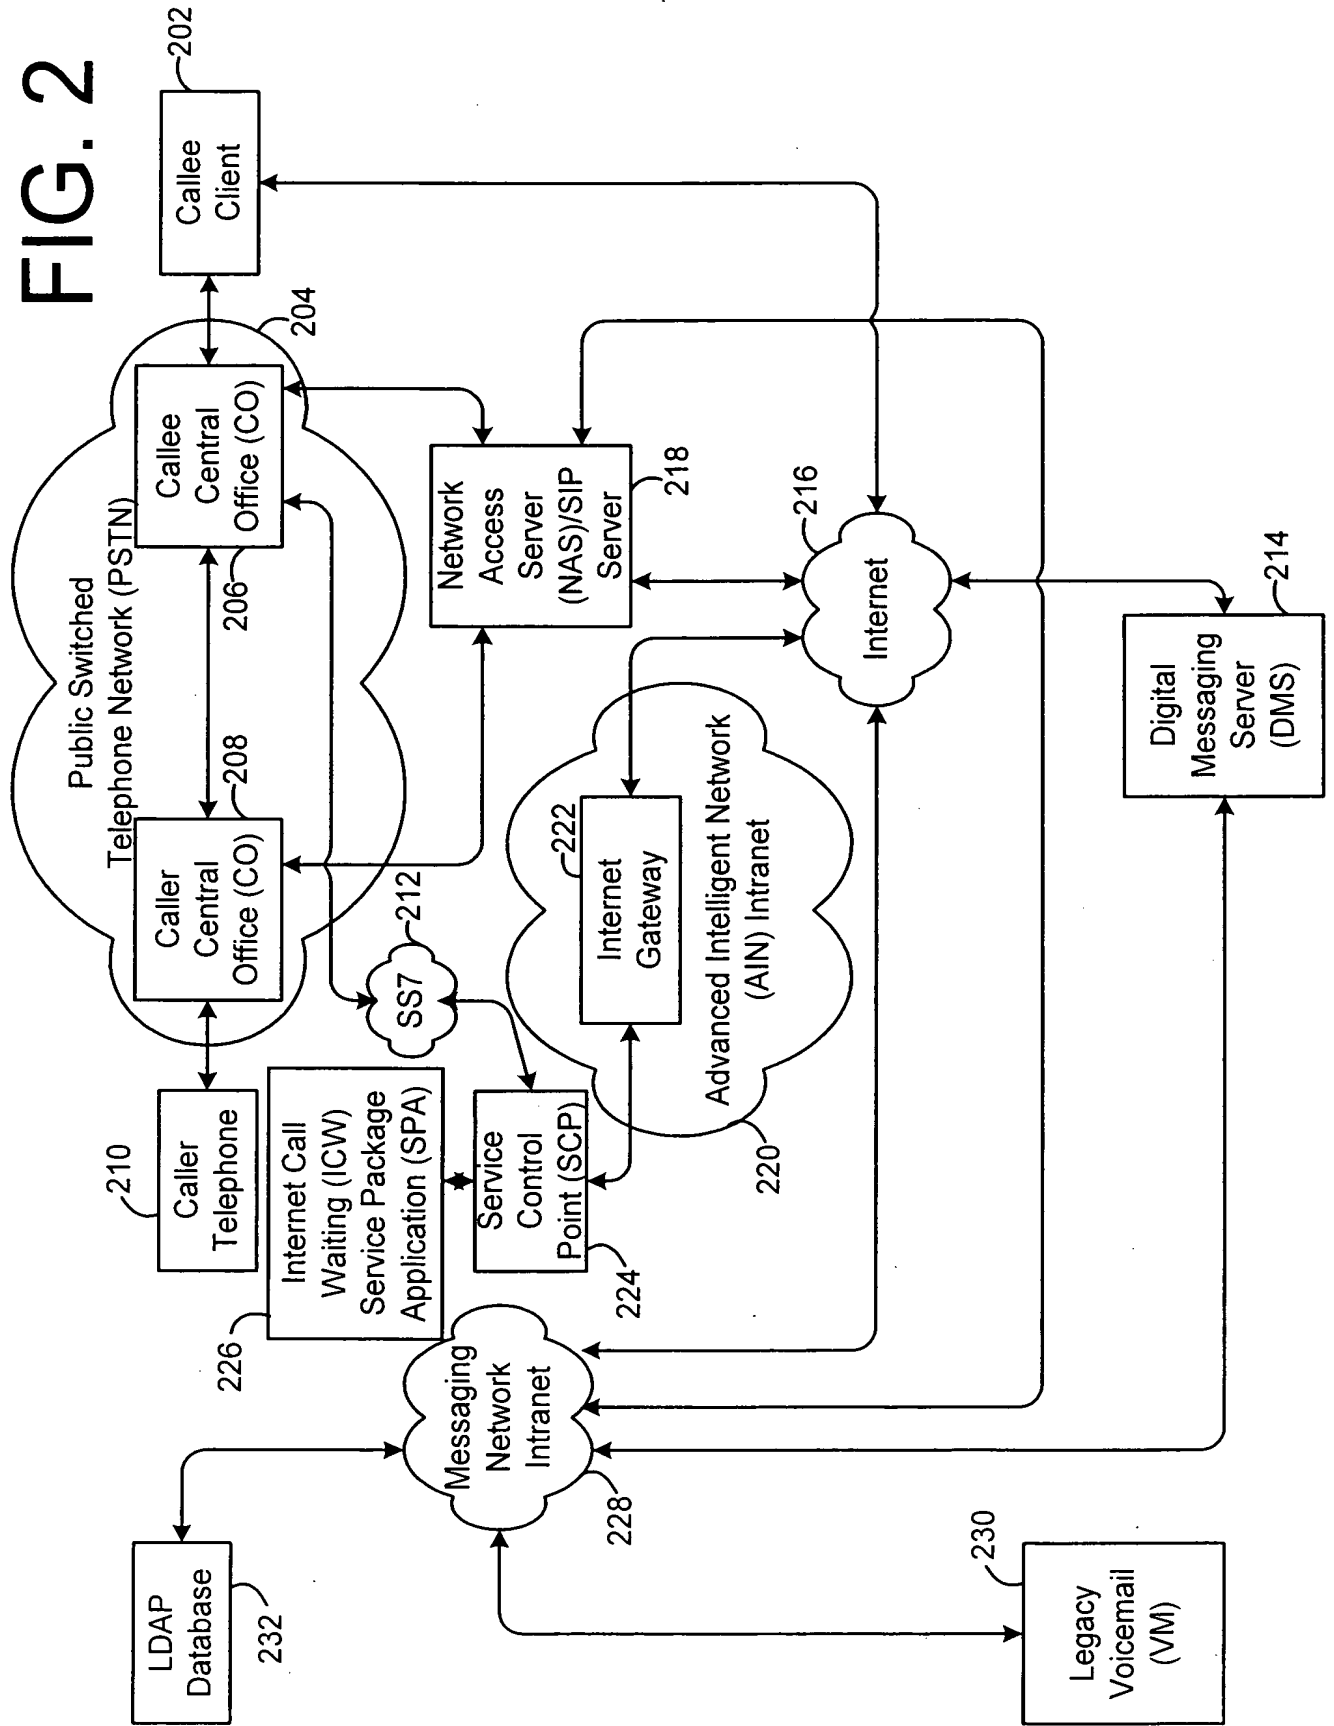 FIG. 2
LDAP
Database
232
210
Caller
Telephone
Public Switched
Telephone Network (PSTN)
Caller
Central
Office (CO)
208
Callee
Central
Office (CO)
206
204
Callee
Client
202
226
Internet Call
Waiting (ICW)
Service Package
Application (SPA)
SS7
212
Network
Access
Server
(NAS)/SIP
Server
218
Messaging
Network
Intranet
228
Service
Control
Point (SCP)
224
Internet
Gateway
222
Advanced Intelligent Network
(AIN) Intranet
220
216
Internet
230
Legacy
Voicemail
(VM)
Digital
Messaging
Server
(DMS)
214